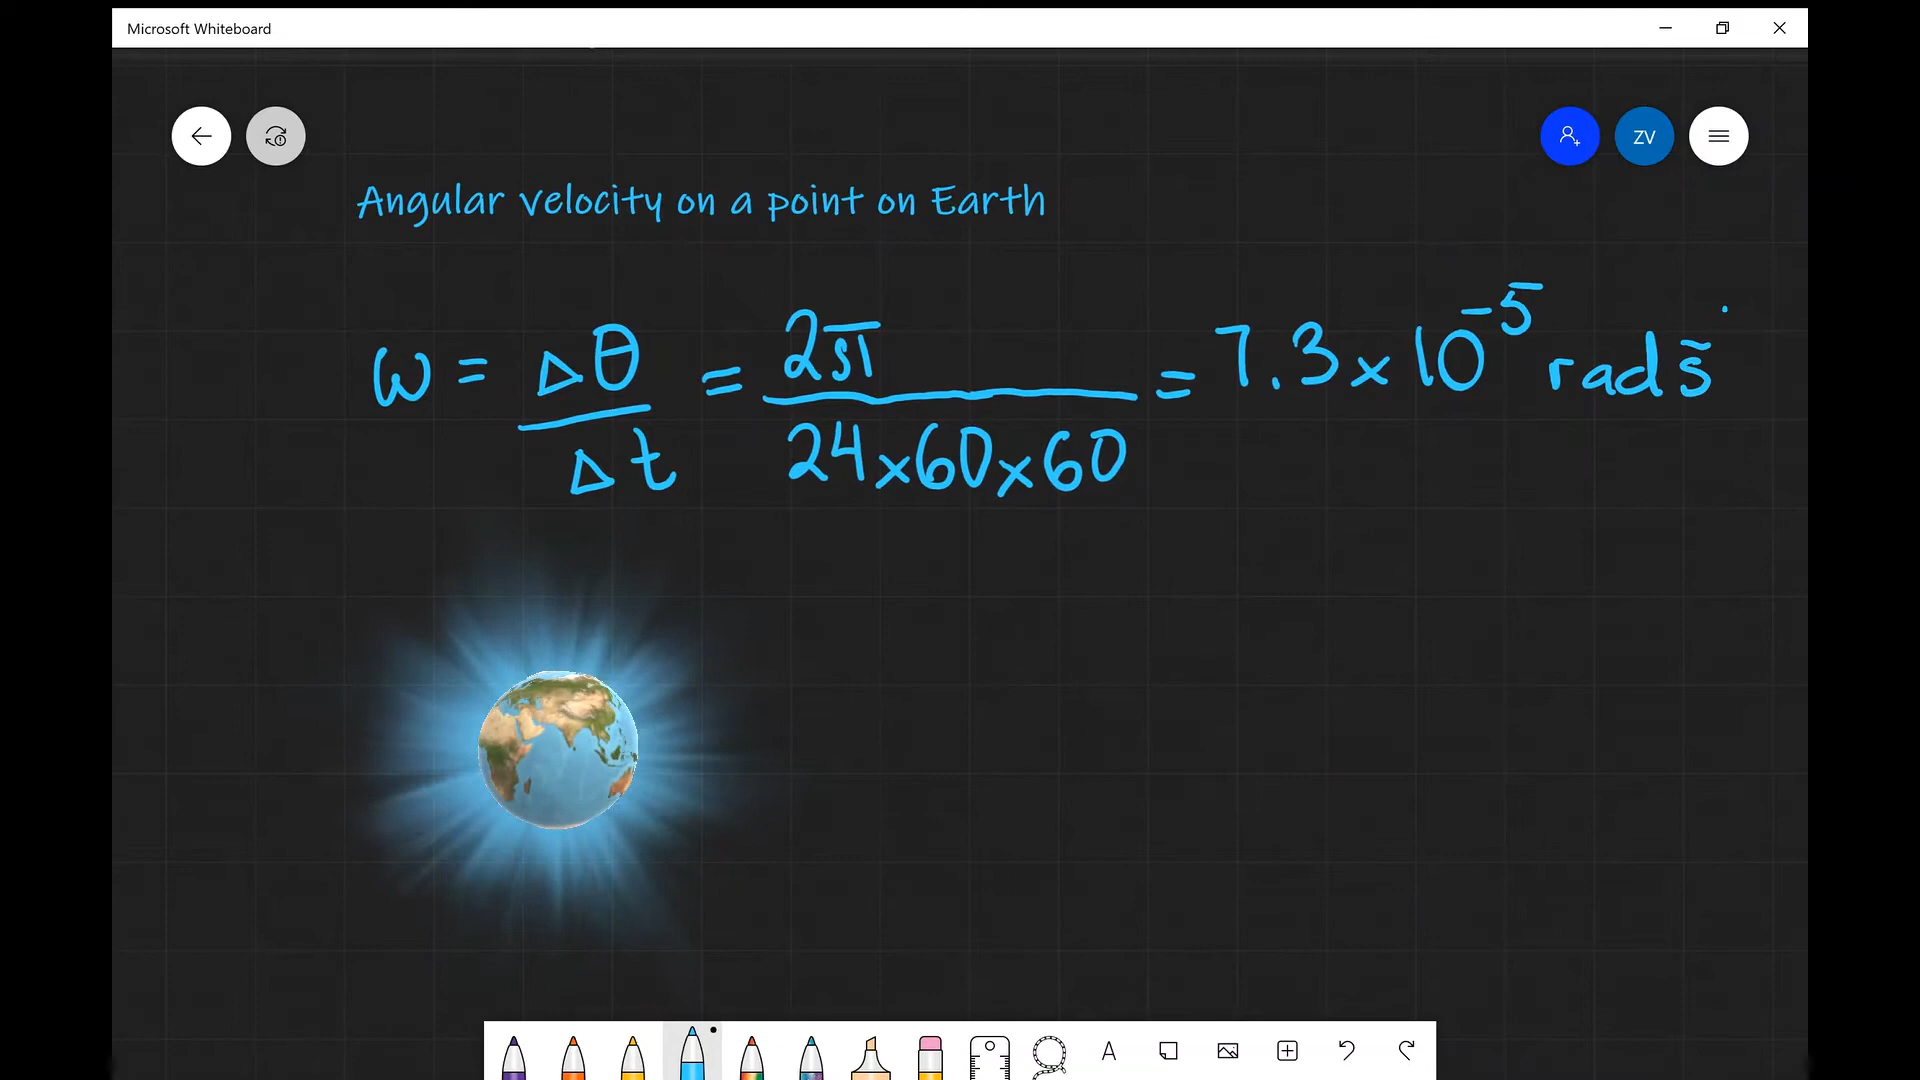 Microsoft Whiteboard
ZV
Angular velocity on a point on Earth
ω = Δθ/Δt = 2π/24×60×60 = 7.3×10⁻⁵ rad s⁻
A